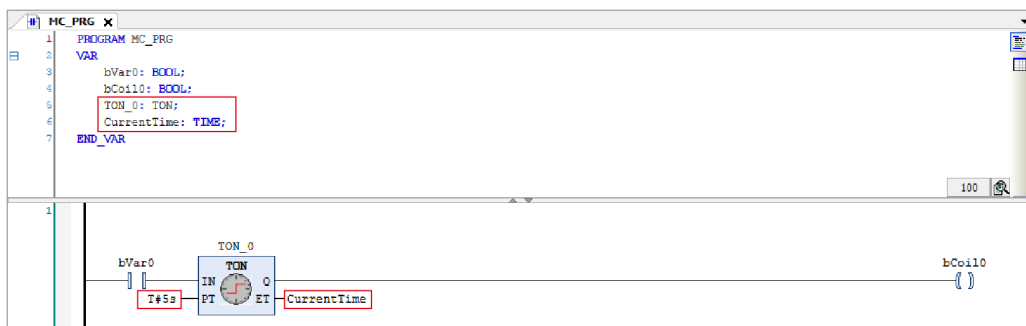 MC_PRG X
1 PROGRAM MC_PRG
2 VAR
3 bVar0: BOOL;
4 bCoil0: BOOL;
5 TON_0: TON;
6 CurrentTime: TIME;
7 END_VAR
100
1
TON_0
bVar0 TON bCoil0
IN Q
T#5s PT ET CurrentTime